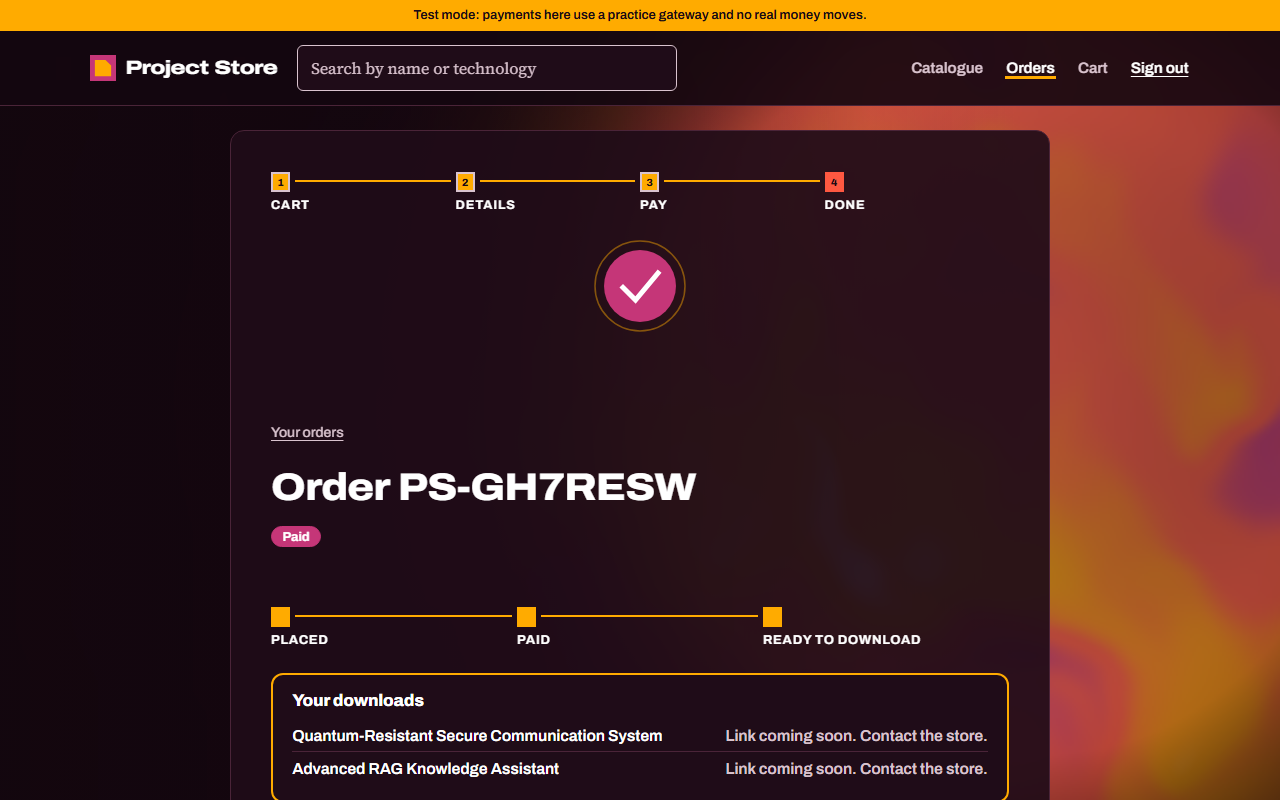 Test mode: payments here use a practice gateway and no real money moves.
Project Store
Search by name or technology
Catalogue
Orders
Cart
Sign out
1
2
3
4
CART
DETAILS
PAY
DONE
Your orders
Order PS-GH7RESW
Paid
PLACED
PAID
READY TO DOWNLOAD
Your downloads
Quantum-Resistant Secure Communication System
Link coming soon. Contact the store.
Advanced RAG Knowledge Assistant
Link coming soon. Contact the store.